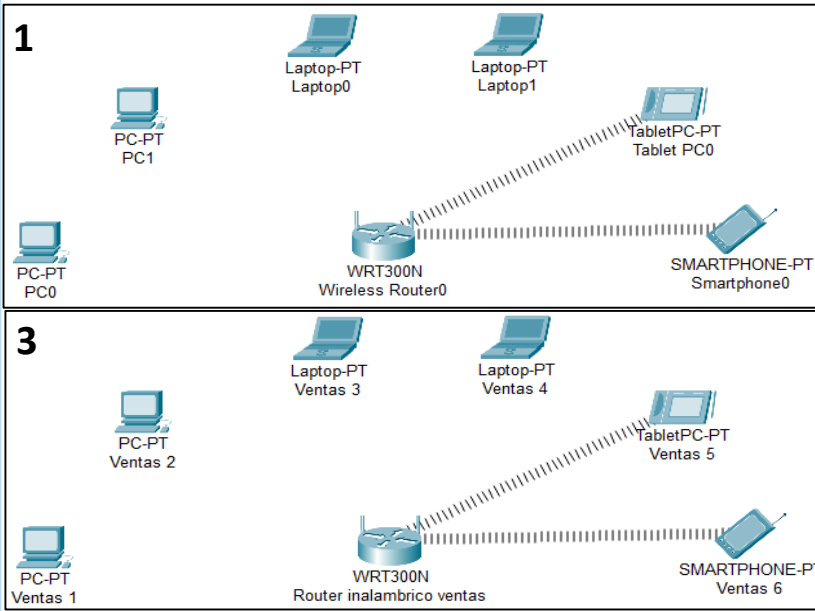 1
Laptop-PT
Laptop0
Laptop-PT
Laptop1
PC-PT
PC1
TabletPC-PT
Tablet PC0
PC-PT
PC0
WRT300N
Wireless Router0
SMARTPHONE-PT
Smartphone0
3
Laptop-PT
Ventas 3
Laptop-PT
Ventas 4
PC-PT
Ventas 2
TabletPC-PT
Ventas 5
PC-PT
Ventas 1
WRT300N
Router inalambrico ventas
SMARTPHONE-PT
Ventas 6